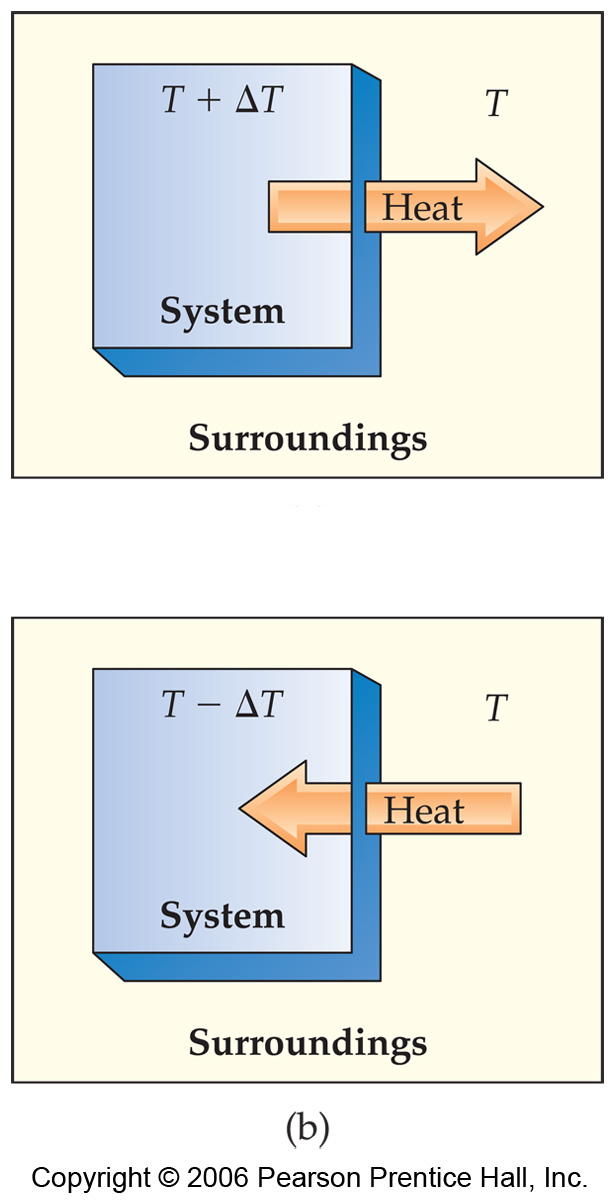 T + ΔT
T
Heat
System
Surroundings
T − ΔT
T
Heat
System
Surroundings
(b)
Copyright © 2006 Pearson Prentice Hall, Inc.